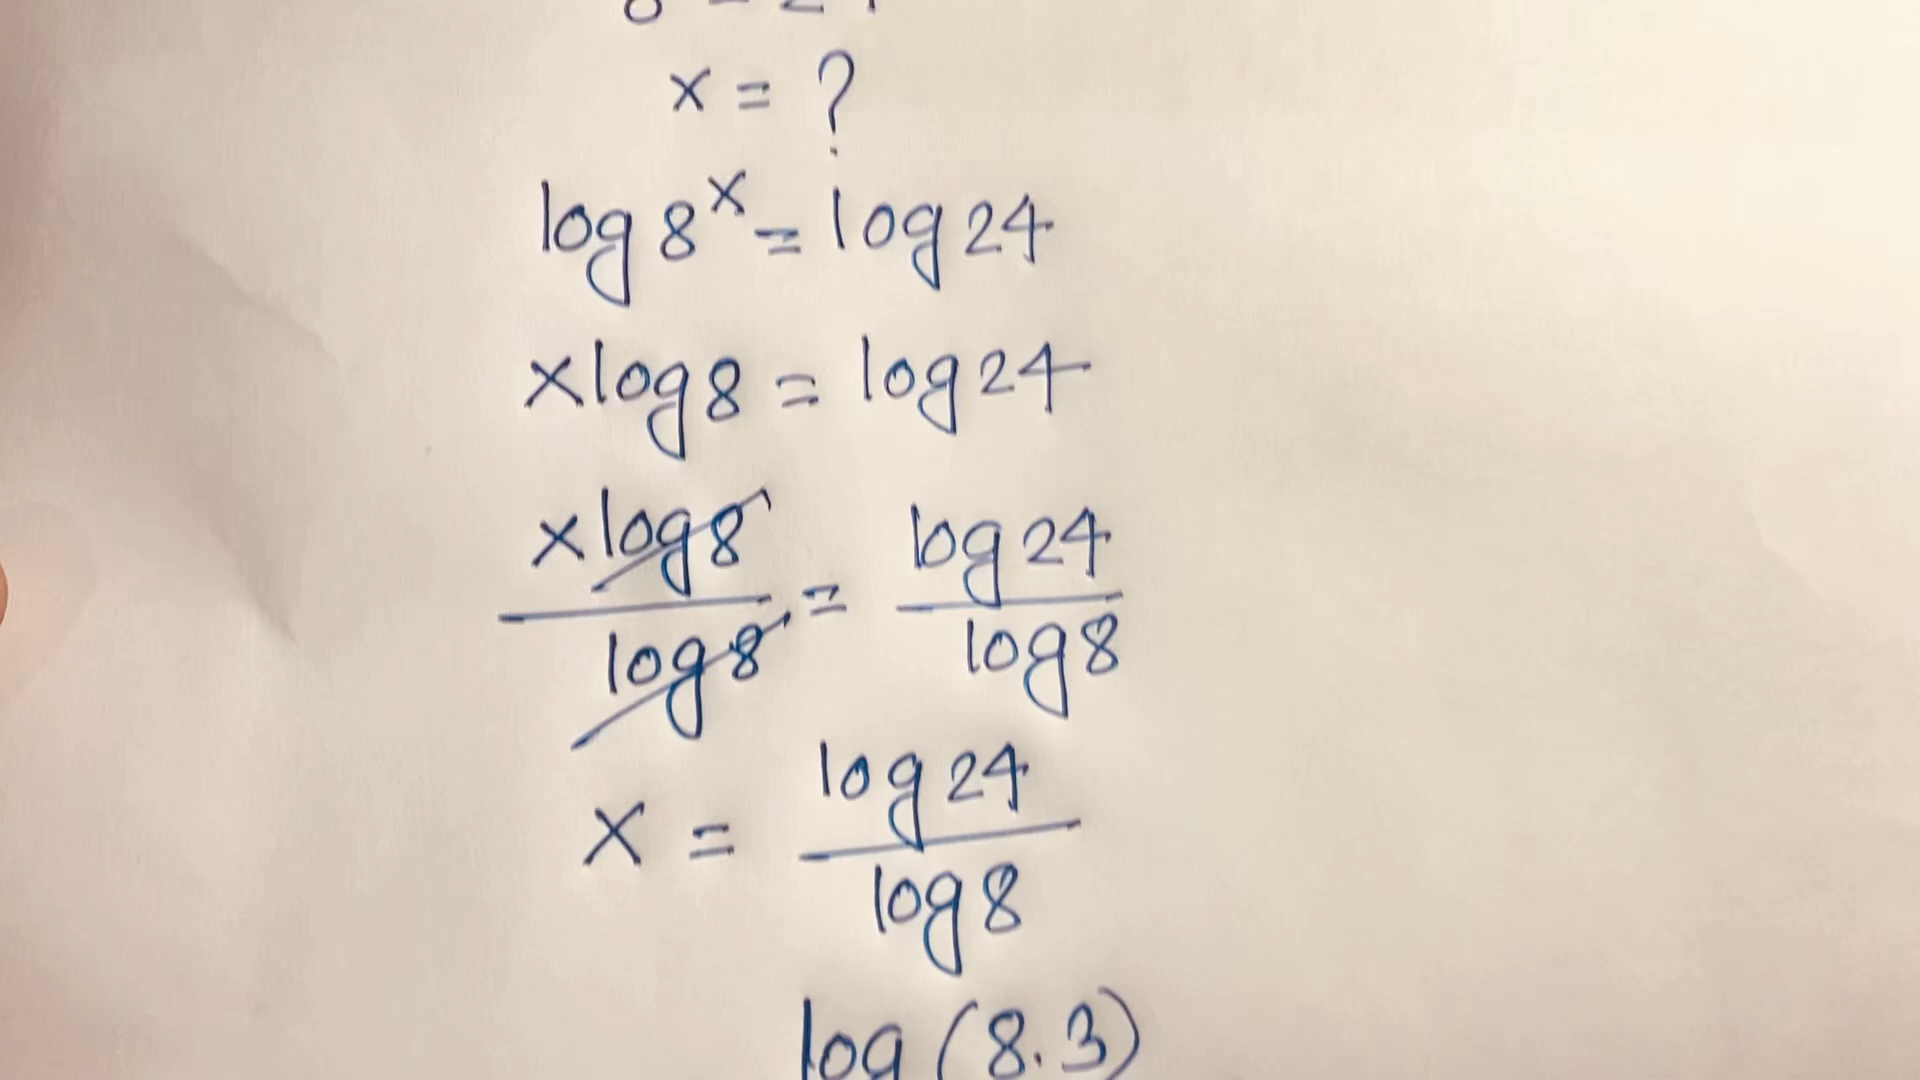 x = ?
log 8^x = log 24
x log 8 = log 24
x log 8 / log 8 = log 24 / log 8
x = log 24 / log 8
log (8.3)